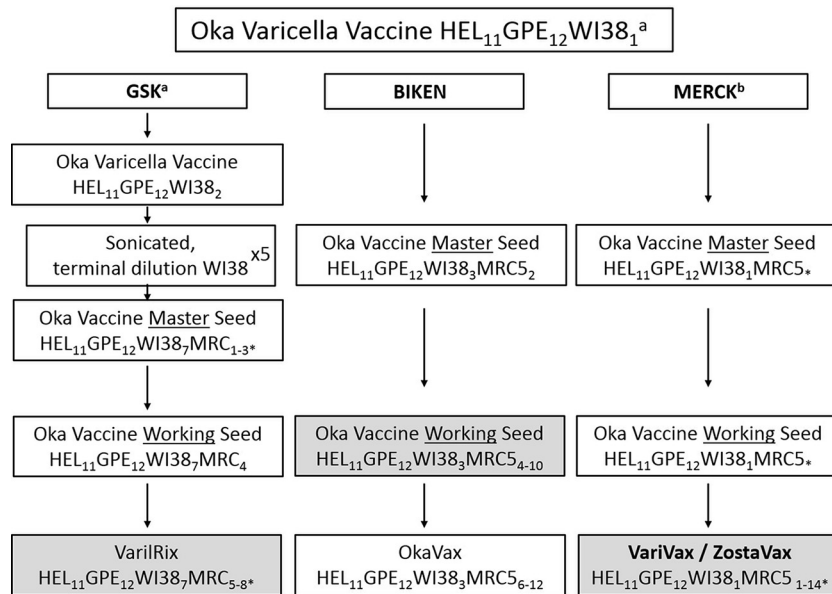 Oka Varicella Vaccine HEL₁₁GPE₁₂WI38₁ᵃ
GSKᵃ
Oka Varicella Vaccine
HEL₁₁GPE₁₂WI38₂
Sonicated,
terminal dilution WI38 x5
Oka Vaccine Master Seed
HEL₁₁GPE₁₂WI38₇MRC₁₋₃*
Oka Vaccine Working Seed
HEL₁₁GPE₁₂WI38₇MRC₄
VarilRix
HEL₁₁GPE₁₂WI38₇MRC₅₋₈*
BIKEN
Oka Vaccine Master Seed
HEL₁₁GPE₁₂WI38₃MRC5₂
Oka Vaccine Working Seed
HEL₁₁GPE₁₂WI38₃MRC5₄₋₁₀
OkaVax
HEL₁₁GPE₁₂WI38₃MRC5₆₋₁₂
MERCKᵇ
Oka Vaccine Master Seed
HEL₁₁GPE₁₂WI38₁MRC5*
Oka Vaccine Working Seed
HEL₁₁GPE₁₂WI38₁MRC5*
VariVax / ZostaVax
HEL₁₁GPE₁₂WI38₁MRC5 ₁₋₁₄*